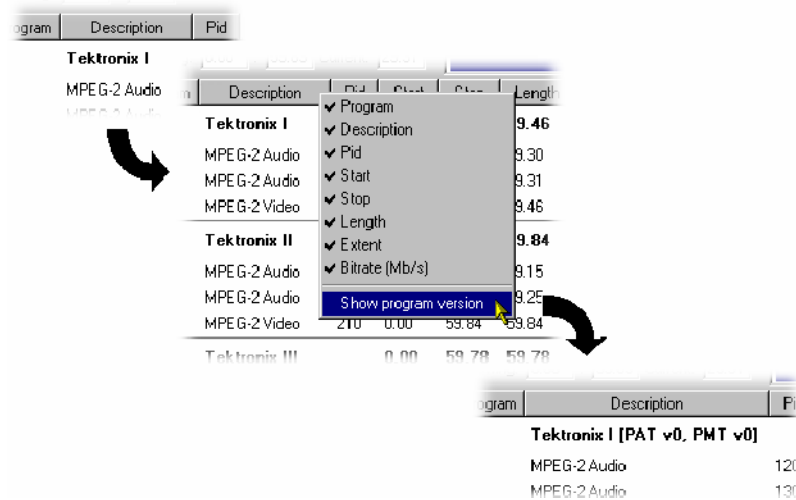 Description Pid
Tektronix I
MPEG-2 Audio
Description Length
Tektronix I 9.46
MPEG-2 Audio 9.30
MPEG-2 Audio 9.31
MPEG-2 Video 9.46
Tektronix II 9.84
MPEG-2 Audio 9.15
MPEG-2 Audio 9.25
MPEG-2 Video 210 0.00 59.84 59.84
Tektronix III 0.00 59.78 59.78
Program
Description
Pid
Start
Stop
Length
Extent
Bitrate (Mb/s)
Show program version
ogram Description
Tektronix I [PAT v0, PMT v0]
MPEG-2 Audio 120
MPEG-2 Audio 130